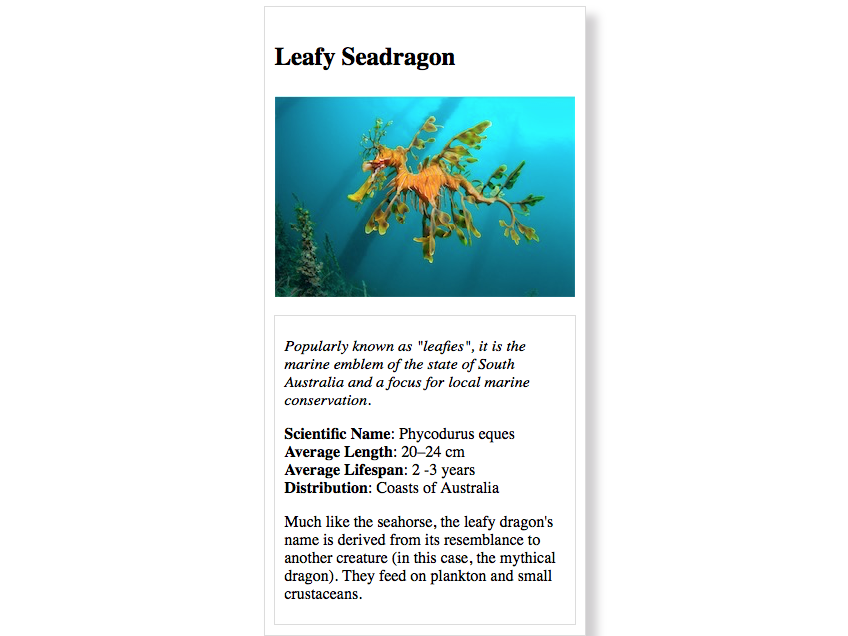 Leafy Seadragon
Popularly known as "leafies", it is the
marine emblem of the state of South
Australia and a focus for local marine
conservation.
Scientific Name: Phycodurus eques
Average Length: 20–24 cm
Average Lifespan: 2 -3 years
Distribution: Coasts of Australia
Much like the seahorse, the leafy dragon's
name is derived from its resemblance to
another creature (in this case, the mythical
dragon). They feed on plankton and small
crustaceans.